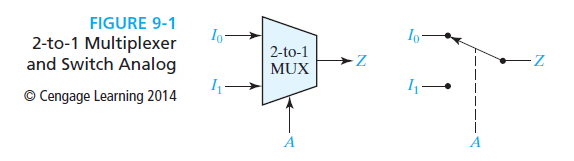 FIGURE 9-1
2-to-1 Multiplexer
and Switch Analog
© Cengage Learning 2014
I₀
I₁
2-to-1
MUX
Z
A
I₀
I₁
Z
A